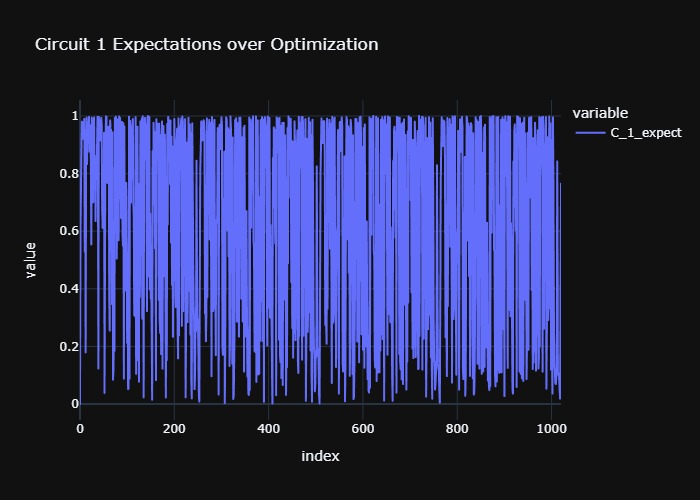 Circuit 1 Expectations over Optimization
variable
C_1_expect
value
1
0.8
0.6
0.4
0.2
0
0 200 400 600 800 1000
index